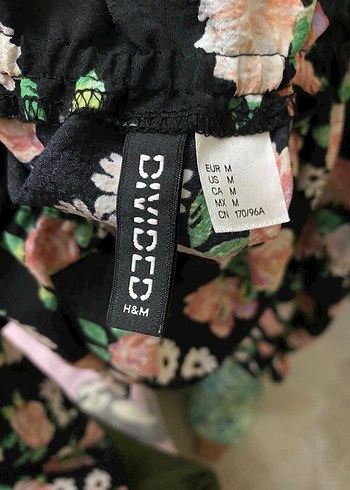 DIVIDED
H&M
EUR M
US M
CA M
MX M
CN 170/96A